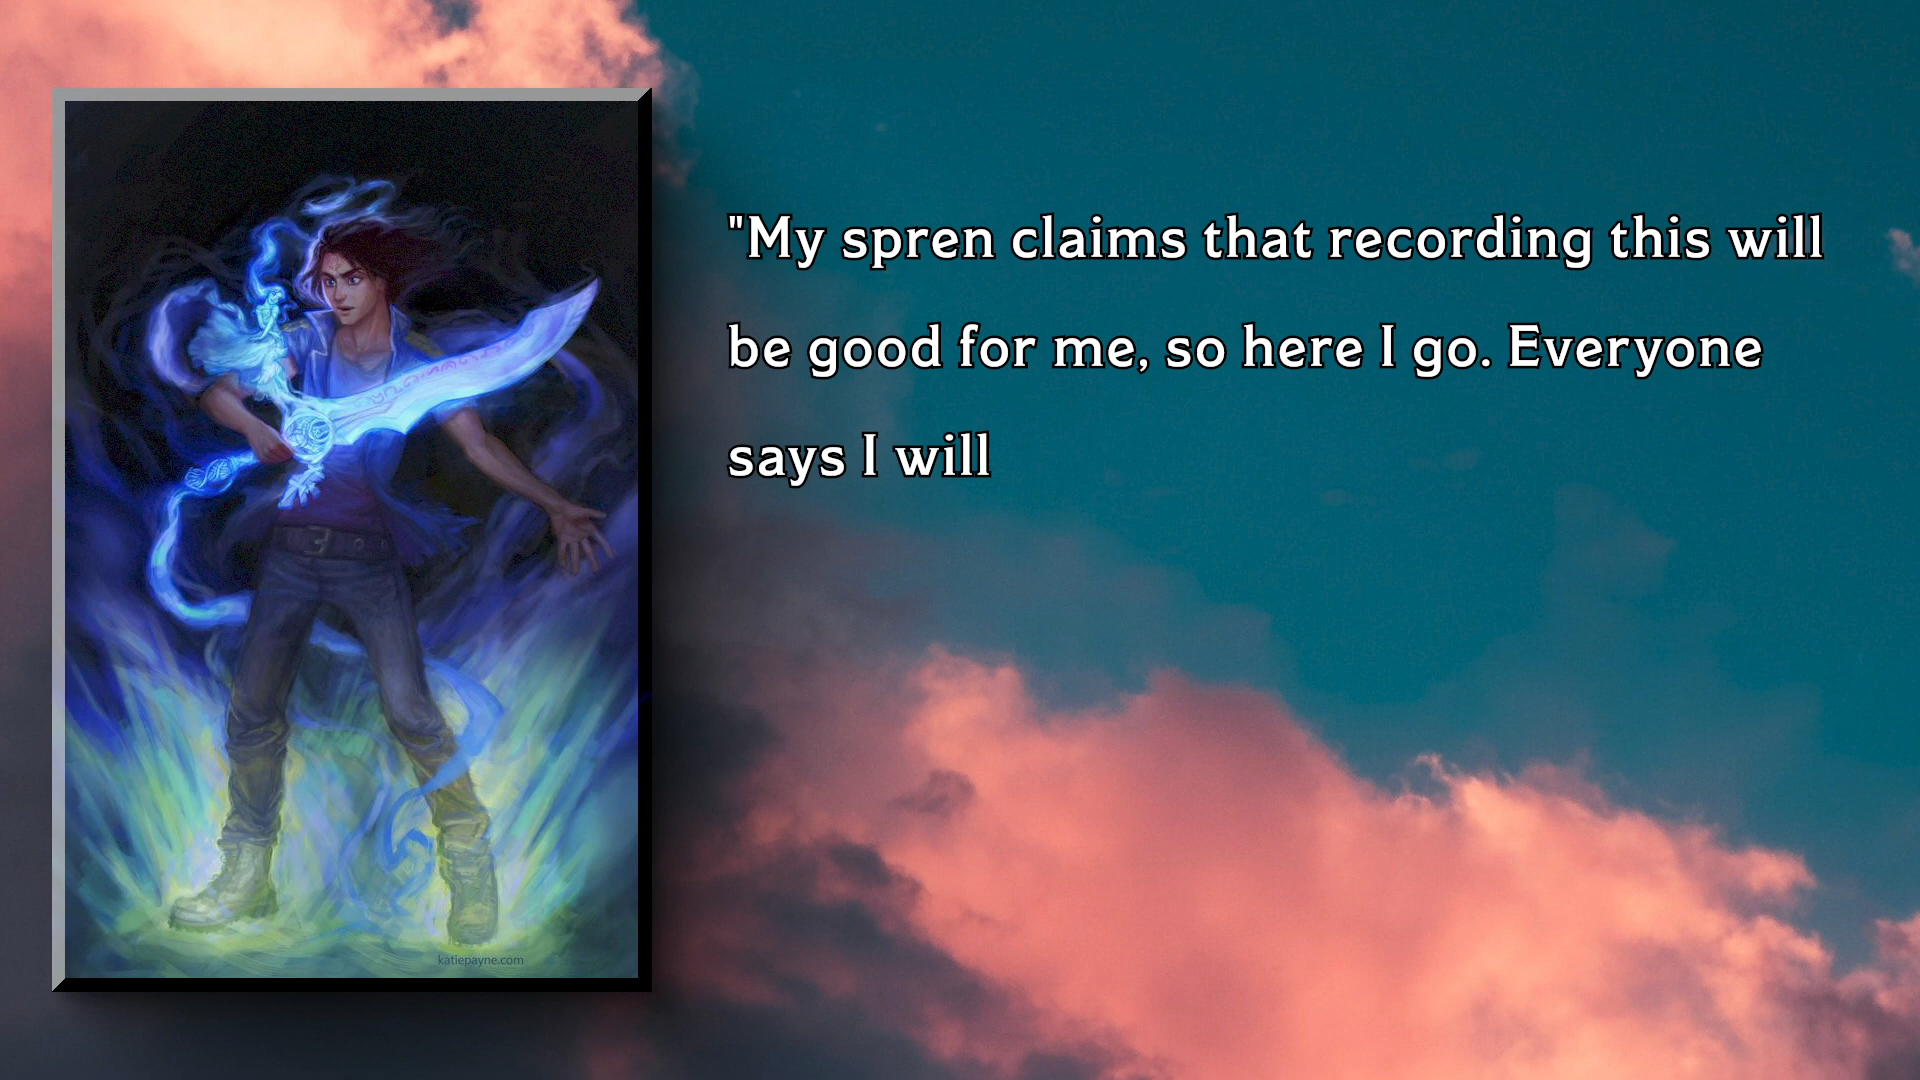 "My spren claims that recording this will
be good for me, so here I go. Everyone
says I will
katiepayne.com